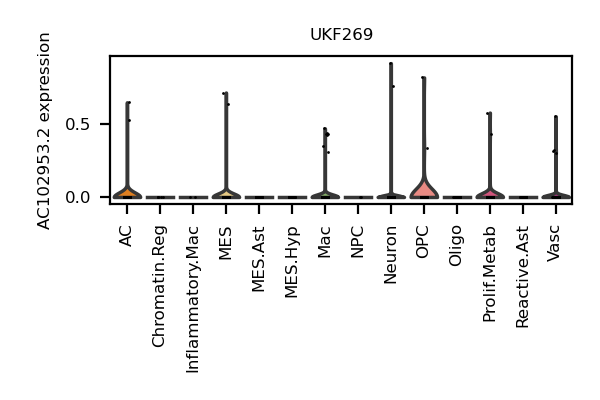 UKF269
AC102953.2 expression
0.5
0.0
AC
Chromatin.Reg
Inflammatory.Mac
MES
MES.Ast
MES.Hyp
Mac
NPC
Neuron
OPC
Oligo
Prolif.Metab
Reactive.Ast
Vasc